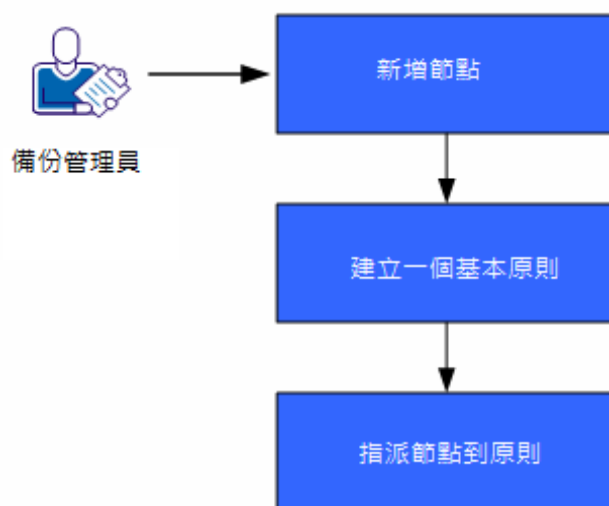 新增節點
備份管理員
建立一個基本原則
指派節點到原則